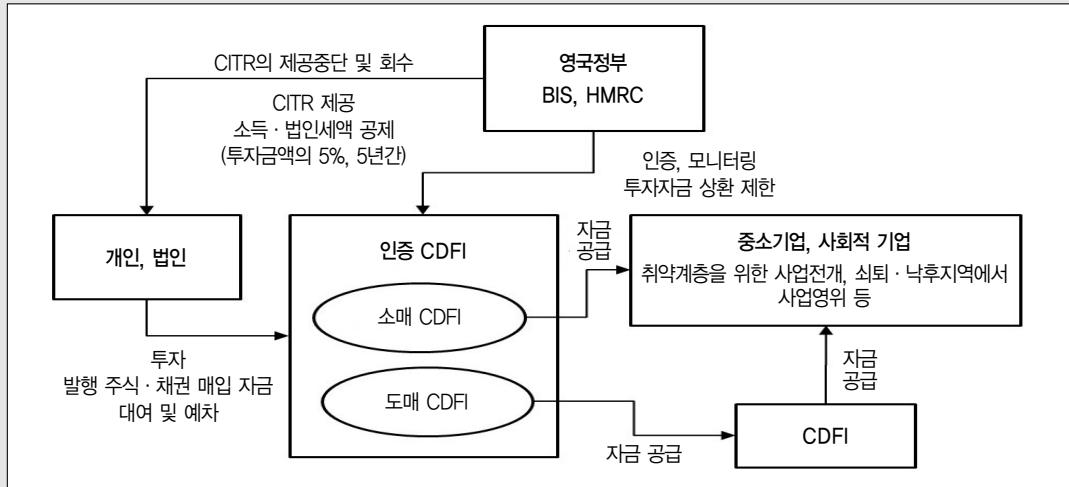 CITR의 제공중단 및 회수
영국정부
BIS, HMRC
CITR 제공
소득 · 법인세액 공제
(투자금액의 5%, 5년간)
인증, 모니터링
투자자금 상환 제한
개인, 법인
인증 CDFI
자금
공급
중소기업, 사회적 기업
취약계층을 위한 사업전개, 쇠퇴 · 낙후지역에서
사업영위 등
소매 CDFI
투자
발행 주식 · 채권 매입 자금
대여 및 예차
도매 CDFI
자금 공급
자금
공급
CDFI